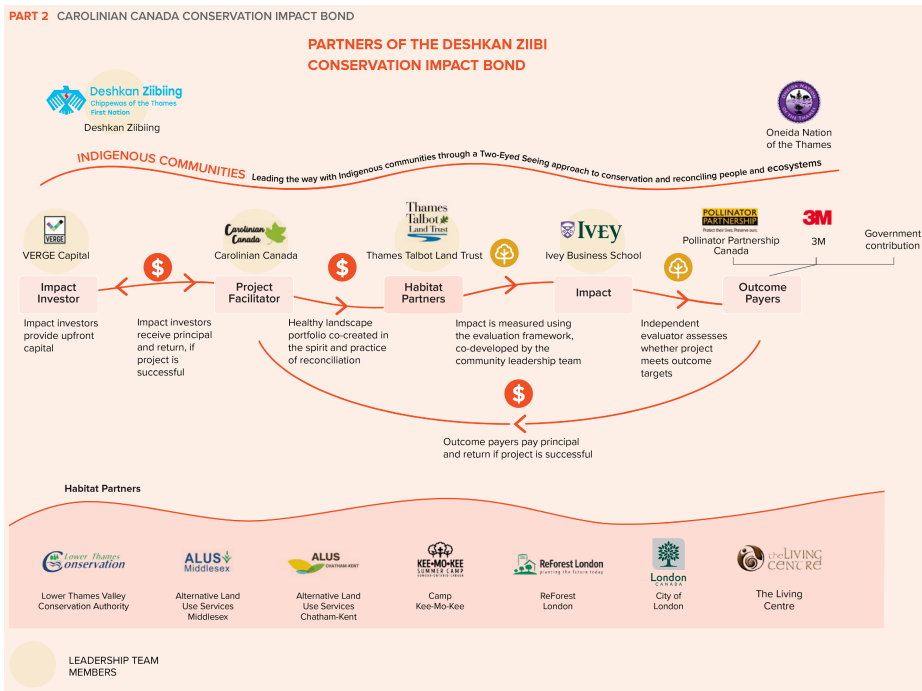 PART 2 CAROLINIAN CANADA CONSERVATION IMPACT BOND
PARTNERS OF THE DESHKAN ZIIBI
CONSERVATION IMPACT BOND
Deshkan Ziibiing
Chippewas of the Thames
First Nation
Deshkan Ziibiing
ONEIDA NATION
OF THE THAMES
Oneida Nation
of the Thames
INDIGENOUS COMMUNITIES Leading the way with Indigenous communities through a Two-Eyed Seeing approach to conservation and reconciling people and ecosystems
VERGE
VERGE Capital
Carolinian
Canada
Carolinian Canada
Thames
Talbot
Land Trust
Thames Talbot Land Trust
IVEY
Ivey Business School
POLLINATOR
PARTNERSHIP
Protect their lives. Preserve ours.
Pollinator Partnership
Canada
3M
3M
Government
contribution
Impact
Investor
$
Project
Facilitator
$
Habitat
Partners
Impact
Outcome
Payers
Impact investors
provide upfront
capital
Impact investors
receive principal
and return, if
project is
successful
Healthy landscape
portfolio co-created in
the spirit and practice
of reconciliation
Impact is measured using
the evaluation framework,
co-developed by the
community leadership team
Independent
evaluator assesses
whether project
meets outcome
targets
$
Outcome payers pay principal
and return if project is successful
Habitat Partners
Lower Thames
Conservation
Lower Thames Valley
Conservation Authority
ALUS
Middlesex
Alternative Land
Use Services
Middlesex
ALUS
CHATHAM-KENT
Alternative Land
Use Services
Chatham-Kent
KEE-MO-KEE
SUMMER CAMP
Camp
Kee-Mo-Kee
ReForest London
planting the future today
ReForest
London
London
CANADA
City of
London
the LIVING
CENTRE
The Living
Centre
LEADERSHIP TEAM
MEMBERS